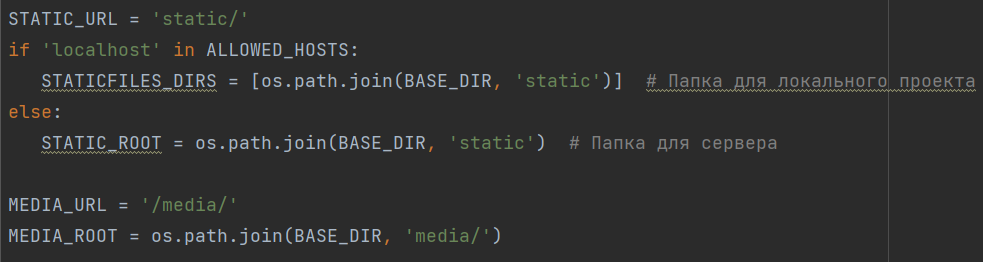 STATIC_URL = 'static/'
if 'localhost' in ALLOWED_HOSTS:
   STATICFILES_DIRS = [os.path.join(BASE_DIR, 'static')]  # Папка для локального проекта
else:
   STATIC_ROOT = os.path.join(BASE_DIR, 'static')  # Папка для сервера

MEDIA_URL = '/media/'
MEDIA_ROOT = os.path.join(BASE_DIR, 'media/')